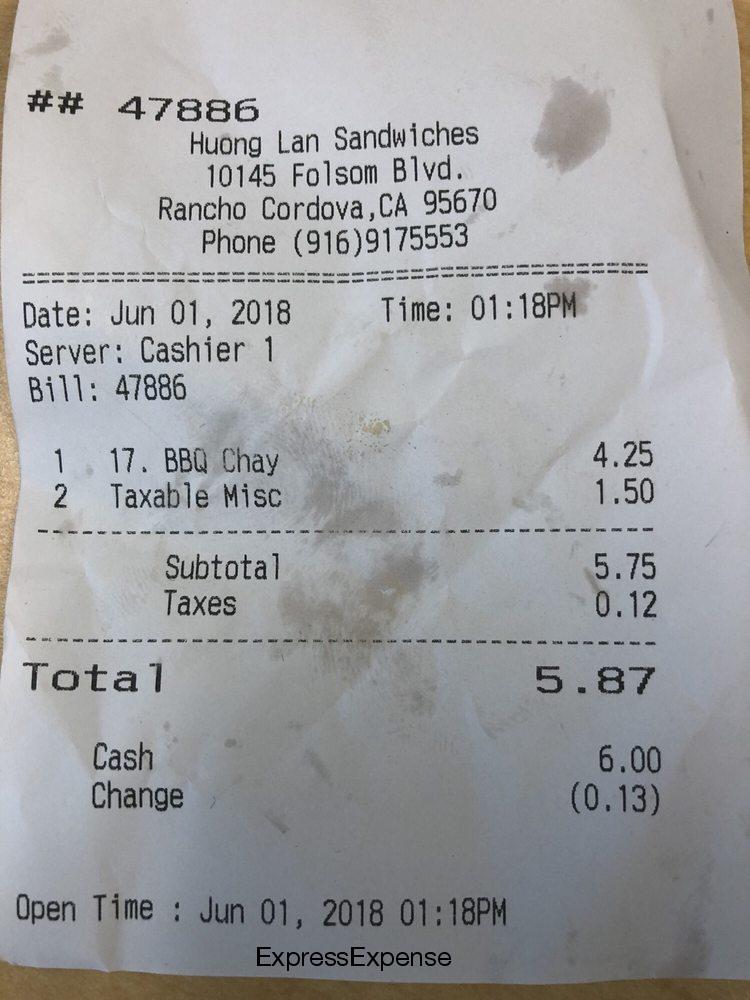 ## 47886
Huong Lan Sandwiches
10145 Folsom Blvd.
Rancho Cordova,CA 95670
Phone (916)9175553
Date: Jun 01, 2018 Time: 01:18PM
Server: Cashier 1
Bill: 47886
1 17. BBQ Chay 4.25
2 Taxable Misc 1.50
Subtotal 5.75
Taxes 0.12
Total 5.87
Cash 6.00
Change (0.13)
Open Time : Jun 01, 2018 01:18PM
ExpressExpense